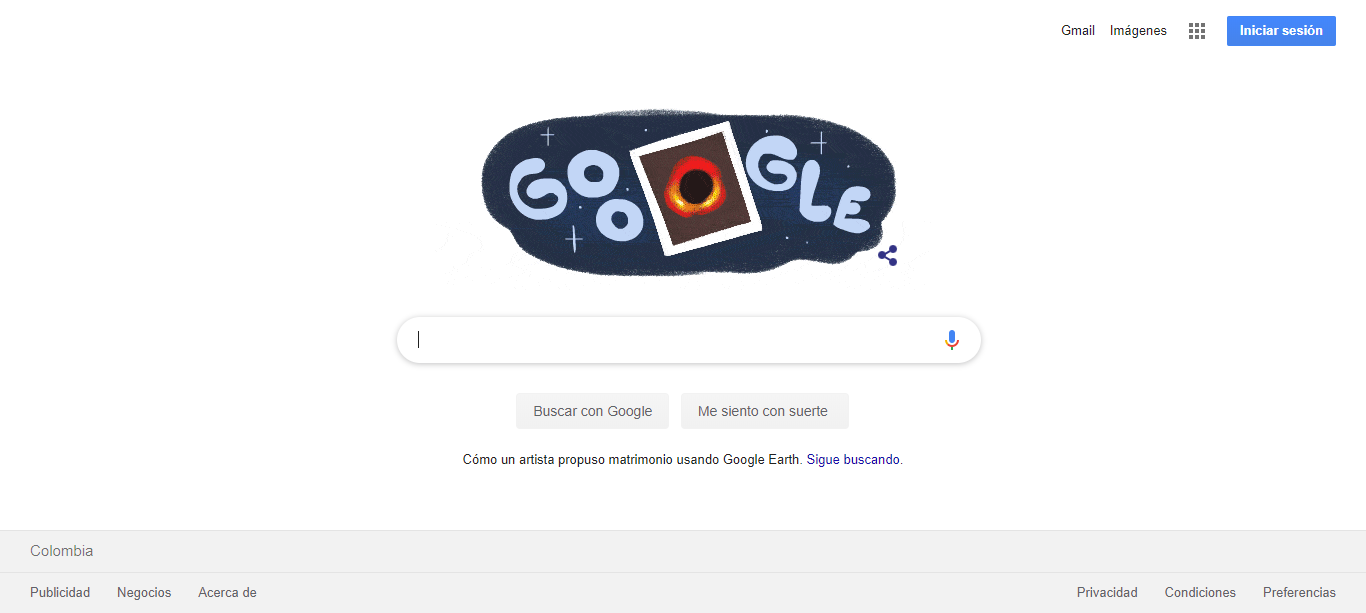 Gmail Imágenes Iniciar sesión
GOOGLE
Buscar con Google Me siento con suerte
Cómo un artista propuso matrimonio usando Google Earth. Sigue buscando.
Colombia
Publicidad Negocios Acerca de Privacidad Condiciones Preferencias